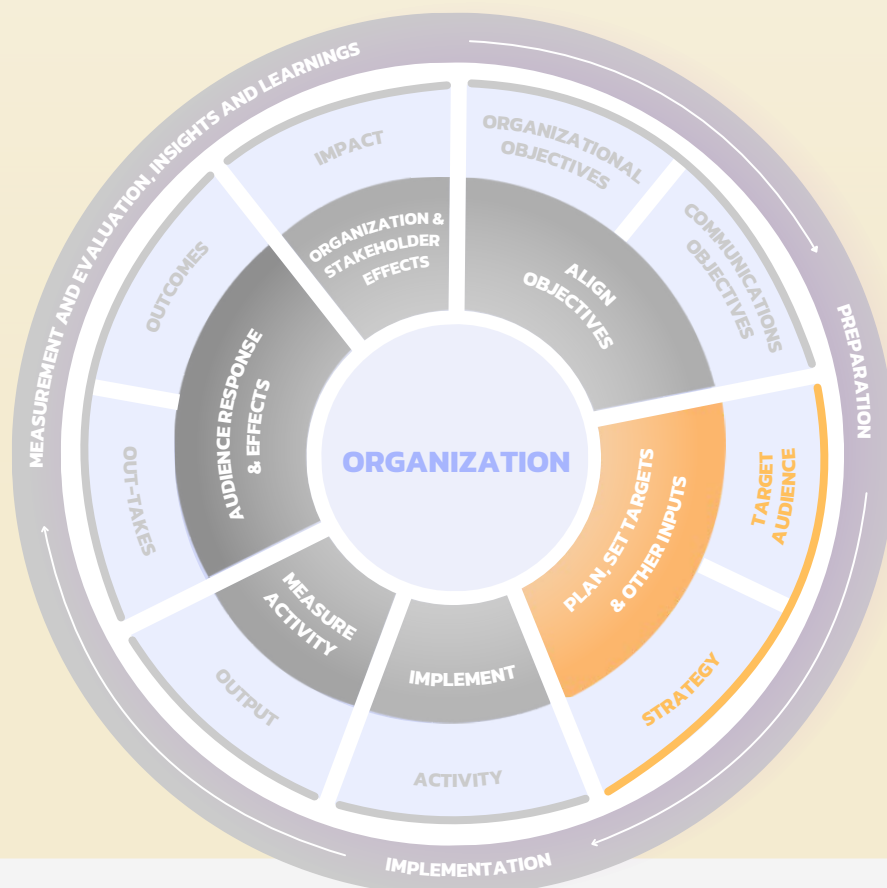 MEASUREMENT AND EVALUATION, INSIGHTS AND LEARNINGS
PREPARATION
IMPLEMENTATION
ORGANIZATIONAL
OBJECTIVES
COMMUNICATIONS
OBJECTIVES
TARGET
AUDIENCE
STRATEGY
ACTIVITY
OUTPUT
OUT-TAKES
OUTCOMES
IMPACT
ALIGN
OBJECTIVES
PLAN, SET TARGETS
& OTHER INPUTS
IMPLEMENT
MEASURE
ACTIVITY
AUDIENCE RESPONSE
& EFFECTS
ORGANIZATION &
STAKEHOLDER
EFFECTS
ORGANIZATION